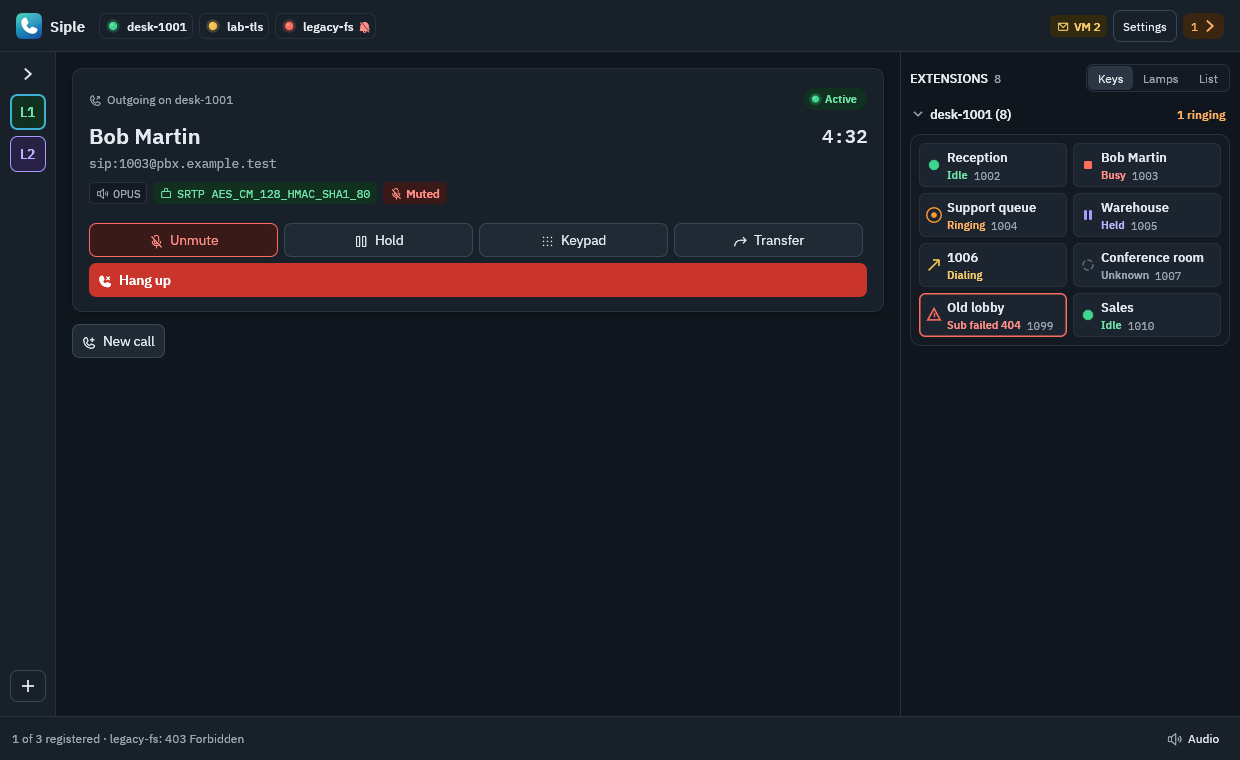 Siple
desk-1001
lab-tls
legacy-fs
VM 2
Settings
1
L1
L2
Outgoing on desk-1001
Active
Bob Martin
4:32
sip:1003@pbx.example.test
OPUS
SRTP AES_CM_128_HMAC_SHA1_80
Muted
Unmute
Hold
Keypad
Transfer
Hang up
New call
EXTENSIONS 8
Keys
Lamps
List
desk-1001 (8)
1 ringing
Reception
Idle 1002
Bob Martin
Busy 1003
Support queue
Ringing 1004
Warehouse
Held 1005
1006
Dialing
Conference room
Unknown 1007
Old lobby
Sub failed 404 1099
Sales
Idle 1010
1 of 3 registered · legacy-fs: 403 Forbidden
Audio